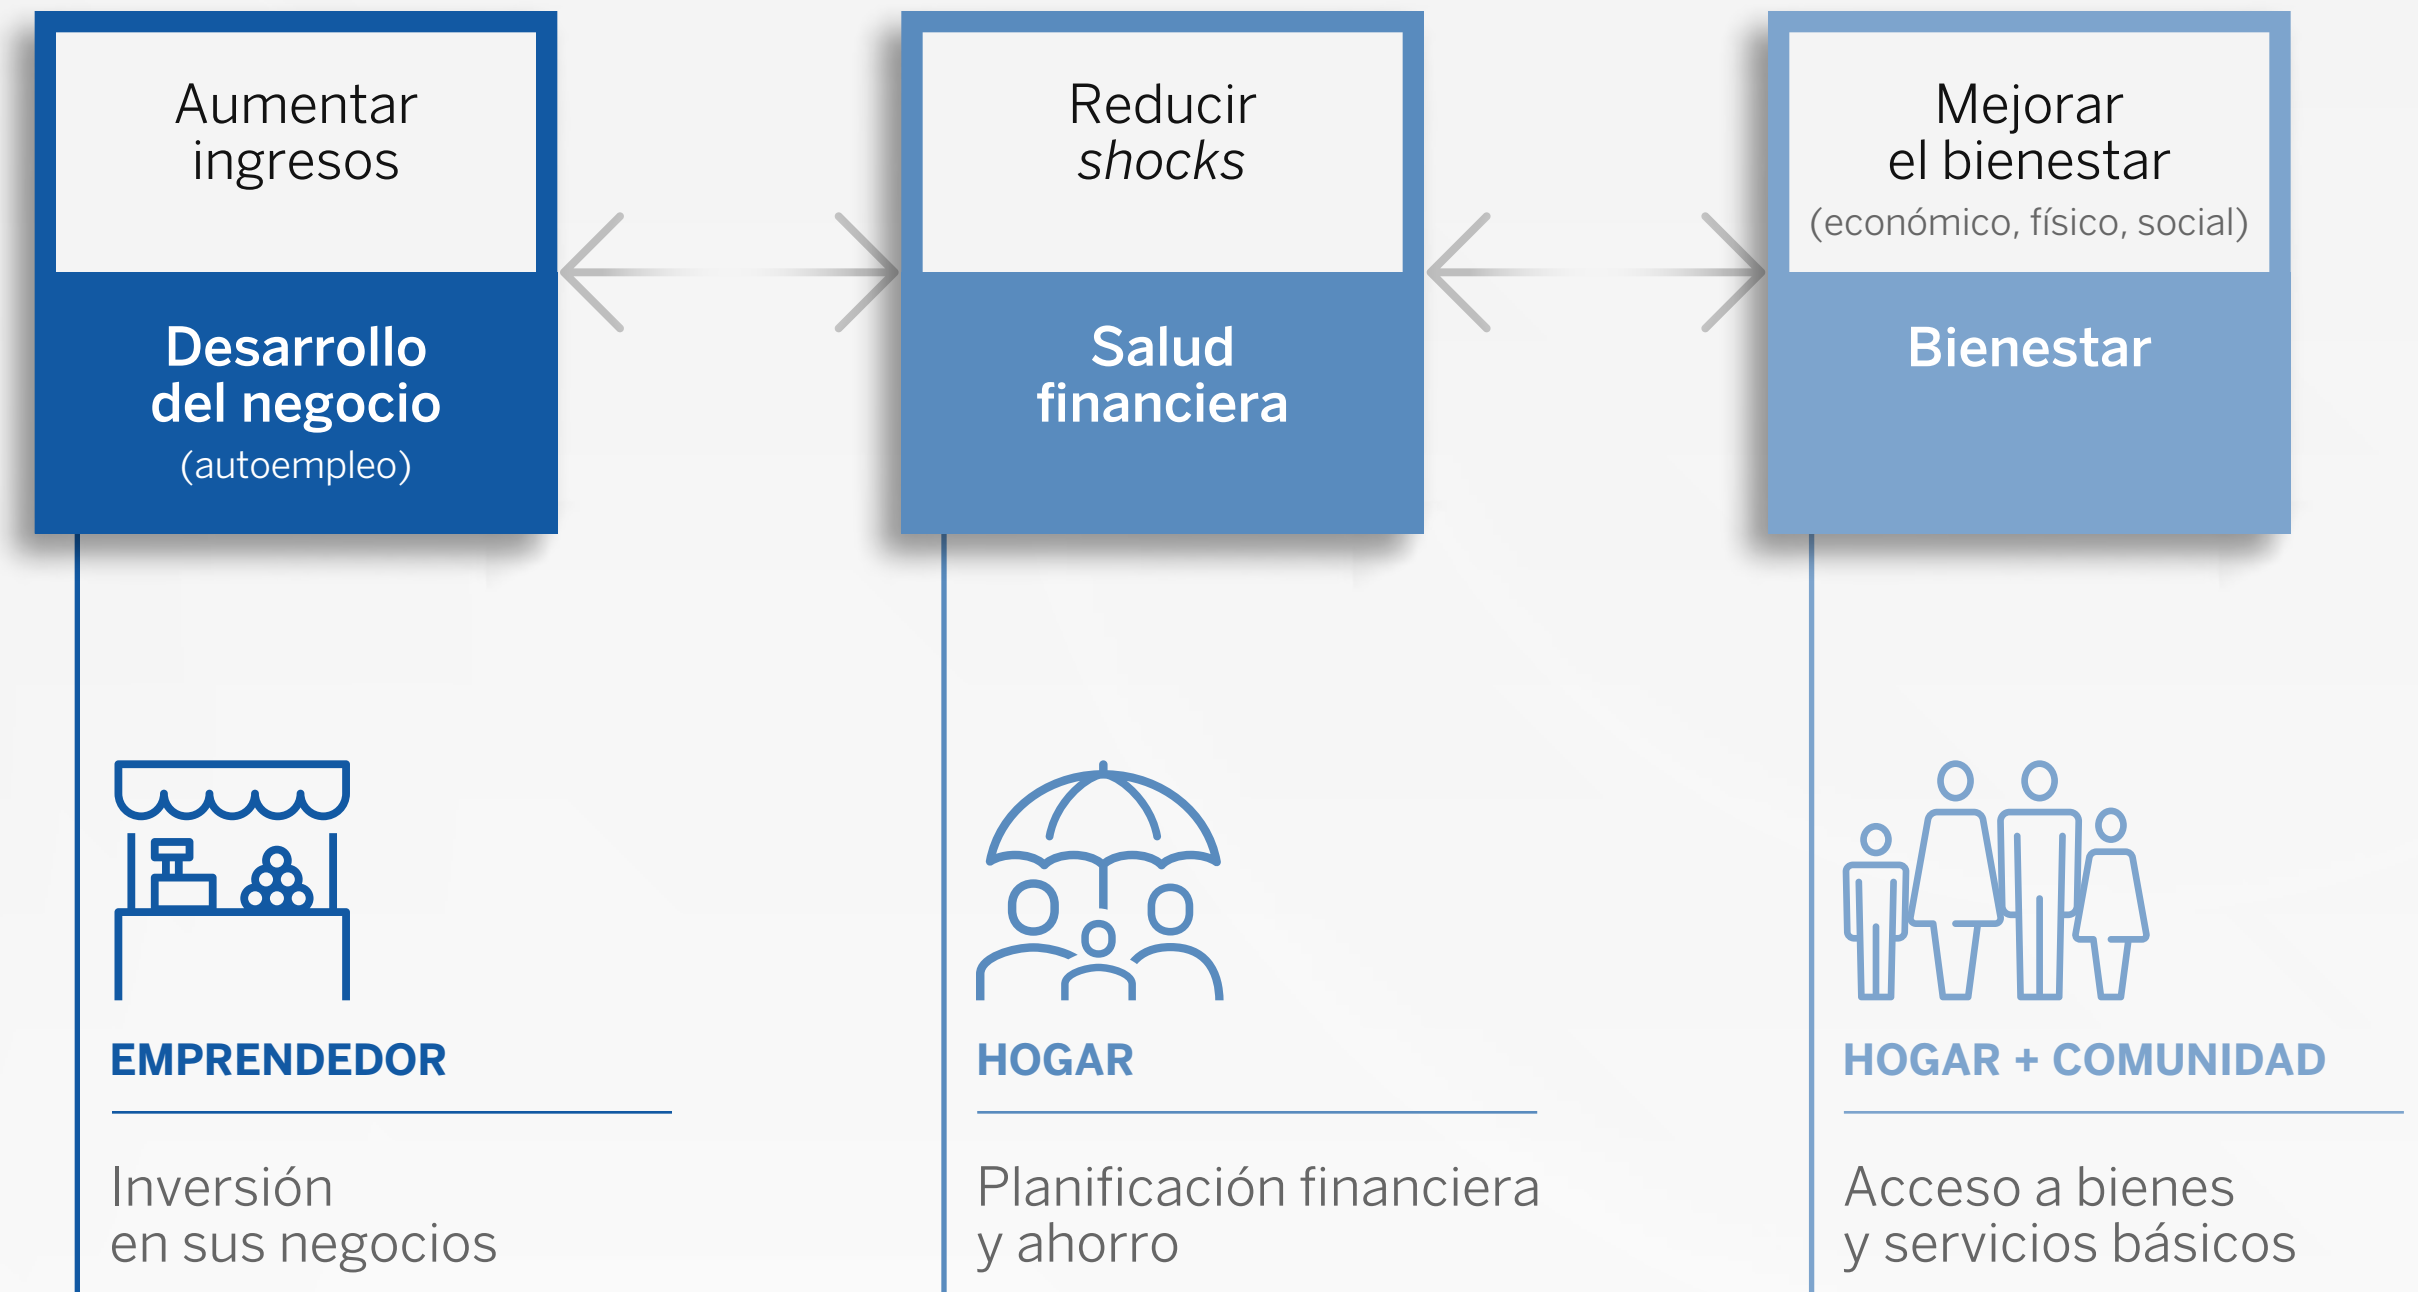 Aumentar
ingresos
Desarrollo
del negocio
(autoempleo)
EMPRENDEDOR
Inversión
en sus negocios
Reducir
shocks
Salud
financiera
HOGAR
Planificación financiera
y ahorro
Mejorar
el bienestar
(económico, físico, social)
Bienestar
HOGAR + COMUNIDAD
Acceso a bienes
y servicios básicos